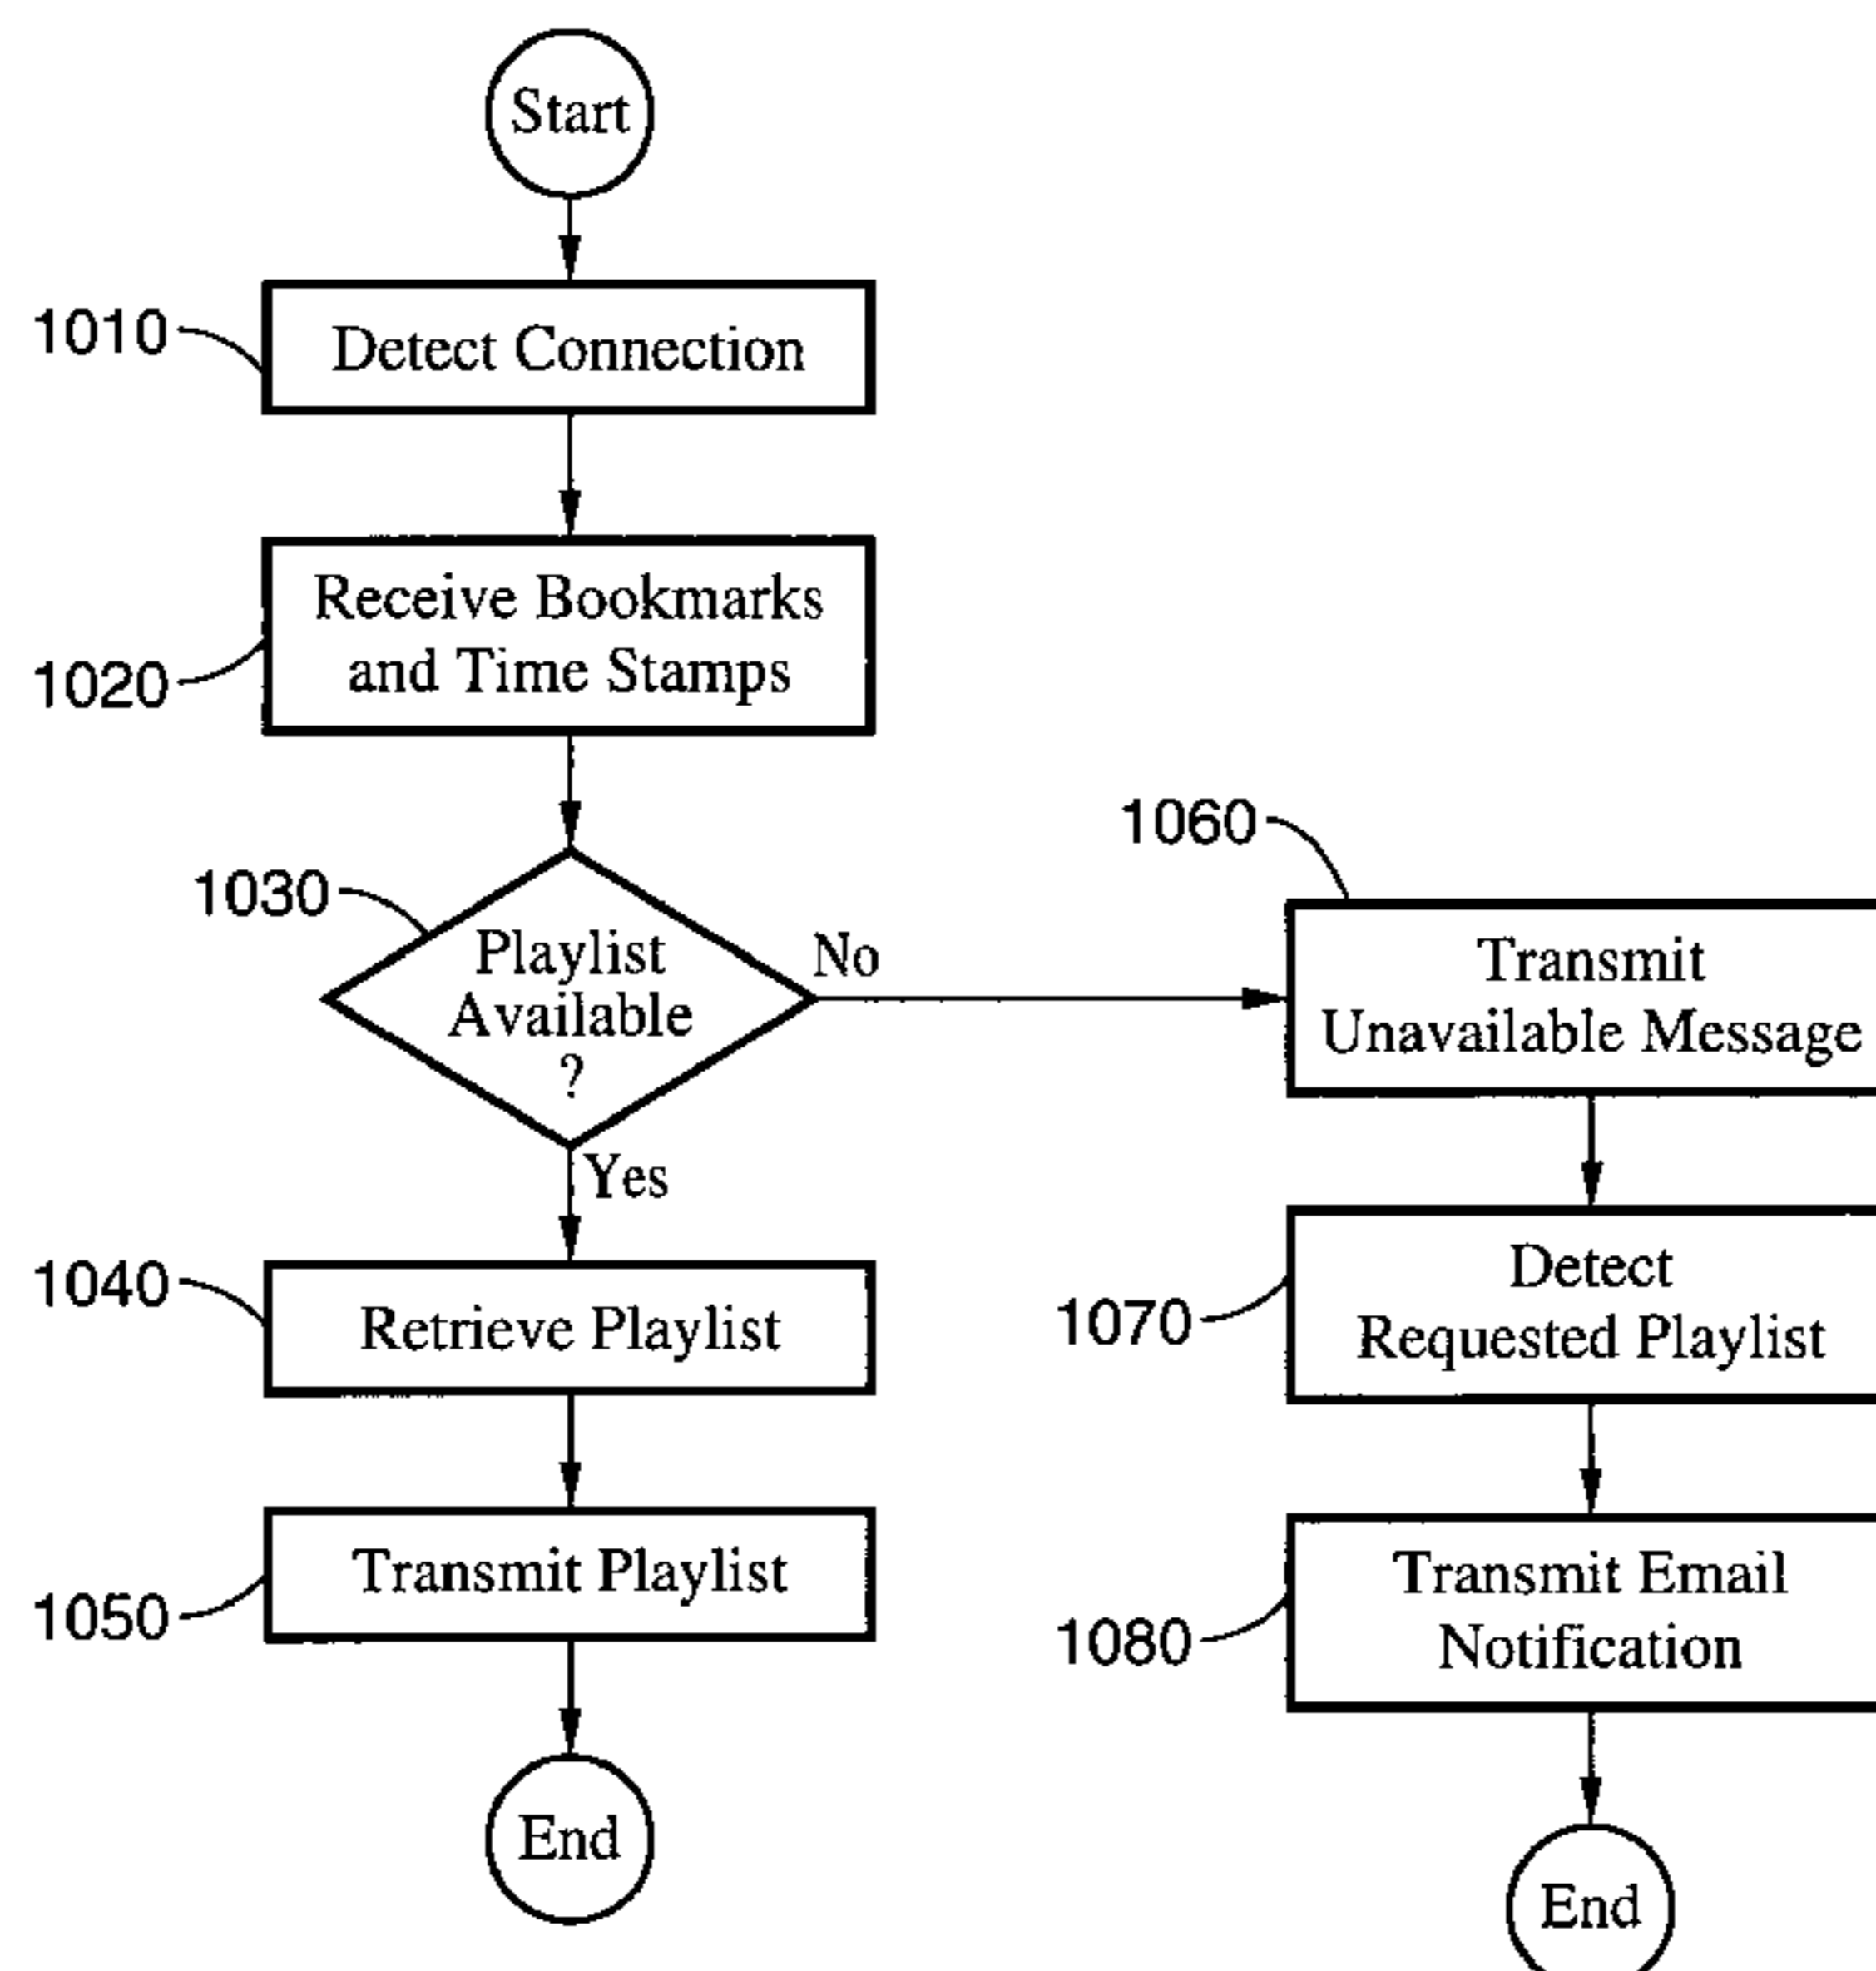 Start
1010
Detect Connection
1020
Receive Bookmarks
and Time Stamps
1030
Playlist
Available
?
No
Yes
1040
Retrieve Playlist
1050
Transmit Playlist
End
1060
Transmit
Unavailable Message
1070
Detect
Requested Playlist
1080
Transmit Email
Notification
End